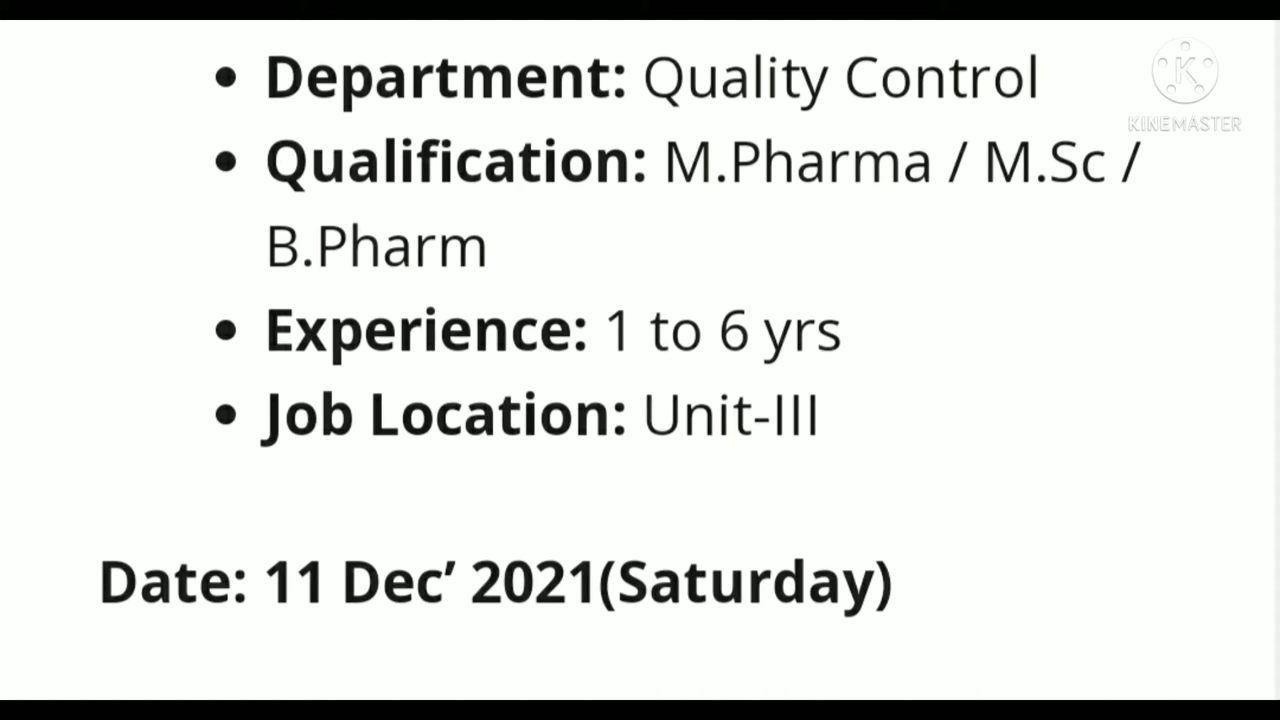 • Department: Quality Control
• Qualification: M.Pharma / M.Sc /
B.Pharm
• Experience: 1 to 6 yrs
• Job Location: Unit-III
Date: 11 Dec’ 2021(Saturday)
K
KINEMASTER